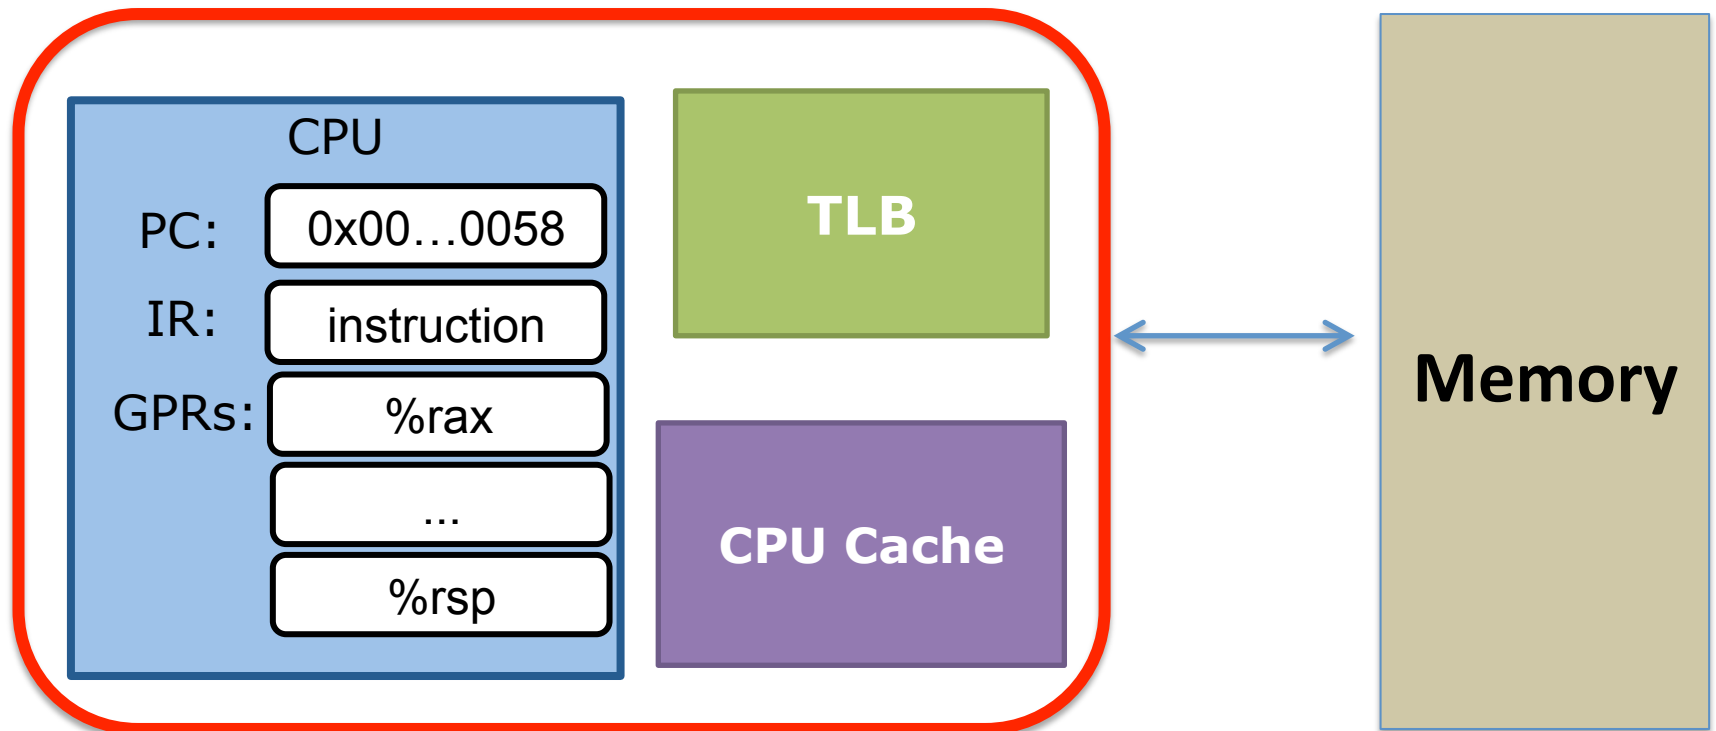 CPU
PC: 0x00...0058
IR: instruction
GPRs: %rax
...
%rsp
TLB
CPU Cache
Memory